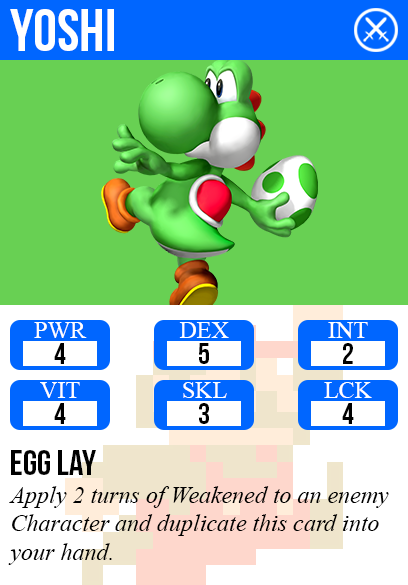 YOSHI
PWR DEX INT
4 5 2
VIT SKL LCK
4 3 4
EGG LAY
Apply 2 turns of Weakened to an enemy
Character and duplicate this card into
your hand.